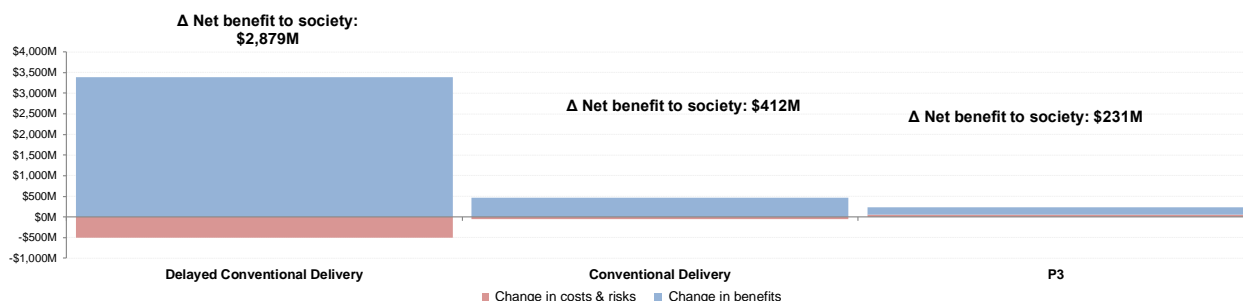 Δ Net benefit to society:
$2,879M
$4,000M
$3,500M
$3,000M
$2,500M
$2,000M
$1,500M
$1,000M
$500M
$0M
-$500M
-$1,000M
Δ Net benefit to society: $412M
Δ Net benefit to society: $231M
Delayed Conventional Delivery
Conventional Delivery
P3
Change in costs & risks
Change in benefits